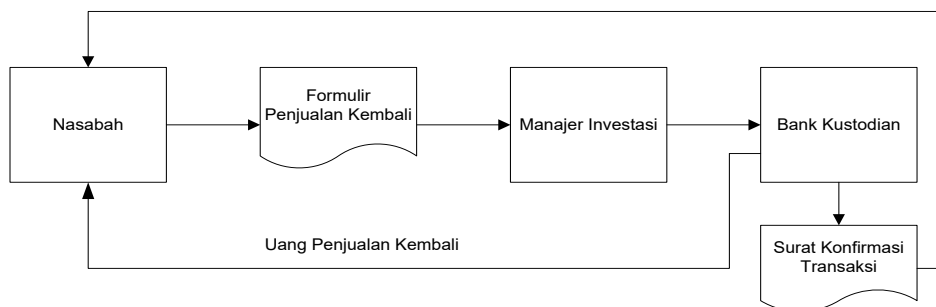 Nasabah
Formulir
Penjualan Kembali
Manajer Investasi
Bank Kustodian
Uang Penjualan Kembali
Surat Konfirmasi
Transaksi